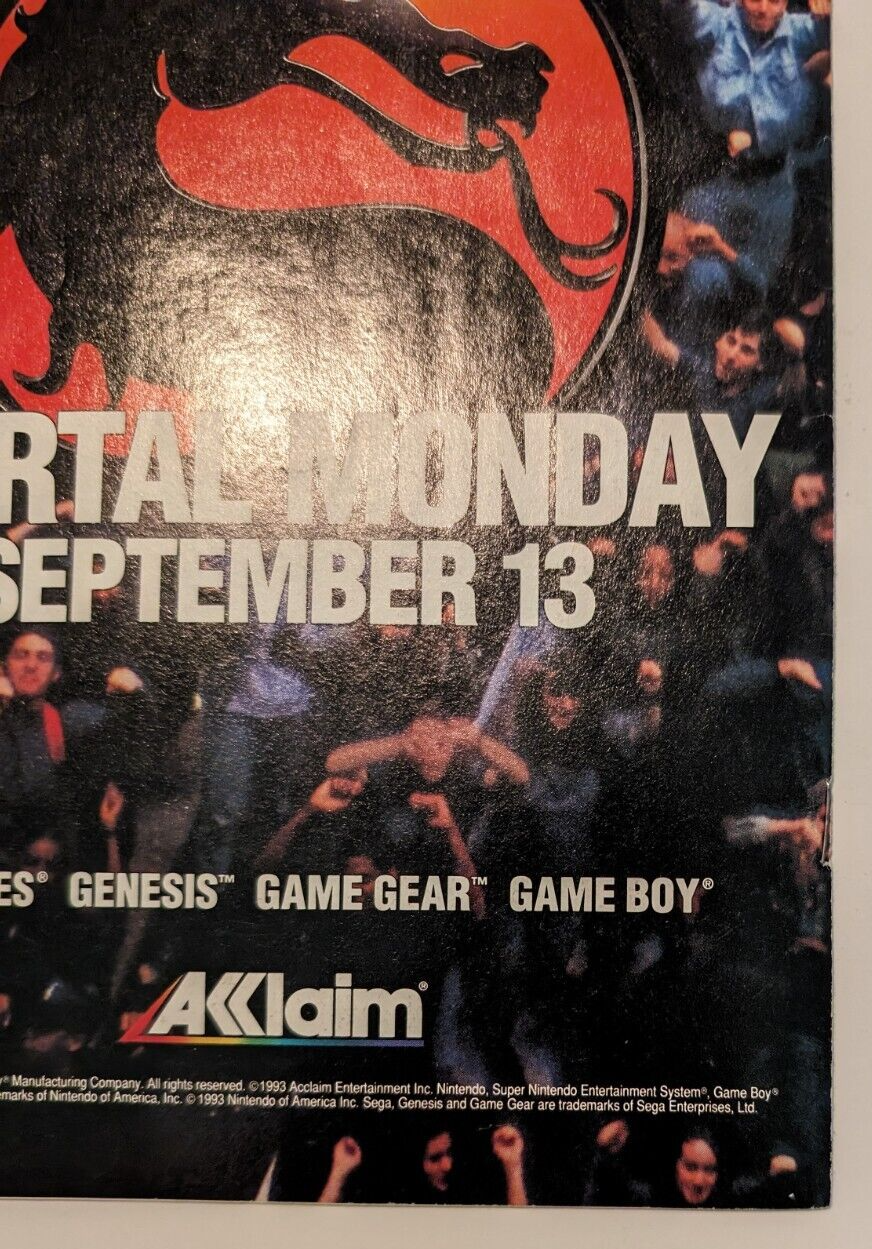 RTAL MONDAY
SEPTEMBER 13
ES® GENESIS™ GAME GEAR™ GAME BOY®
AKKlaim®
y® Manufacturing Company. All rights reserved. ©1993 Acclaim Entertainment Inc. Nintendo, Super Nintendo Entertainment System®, Game Boy®
emarks of Nintendo of America, Inc. © 1993 Nintendo of America Inc. Sega, Genesis and Game Gear are trademarks of Sega Enterprises, Ltd.